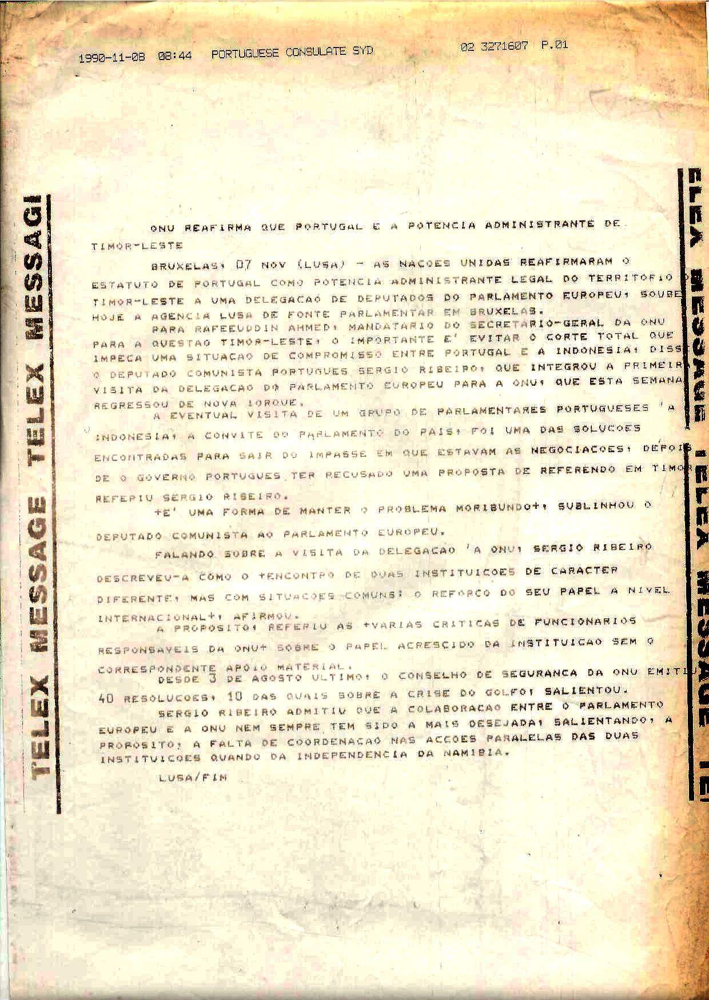 1990-11-08 08:44 PORTUGUESE CONSULATE SYD 02 3271607 P.01
ONU REAFIRMA QUE PORTUGAL E A POTENCIA ADMINISTRANTE DE
TIMOR-LESTE
BRUXELAS, 07 NOV (LUSA) - AS NACOES UNIDAS REAFIRMARAM O
ESTATUTO DE PORTUGAL COMO POTENCIA ADMINISTRANTE LEGAL DO TERRITORIO D
TIMOR-LESTE A UMA DELEGACAO DE DEPUTADOS DO PARLAMENTO EUROPEU, SOUBE
HOJE A AGENCIA LUSA DE FONTE PARLAMENTAR EM BRUXELAS.
PARA RAFEEUDDIN AHMED, MANDATARIO DO SECRETARIO-GERAL DA ONU
PARA A QUESTAO TIMOR-LESTE, O IMPORTANTE E' EVITAR O CORTE TOTAL QUE
IMPECA UMA SITUACAO DE COMPROMISSO ENTRE PORTUGAL E A INDONESIA, DISS
O DEPUTADO COMUNISTA PORTUGUES SERGIO RIBEIRO, QUE INTEGROU A PRIMEIR
VISITA DA DELEGACAO DO PARLAMENTO EUROPEU PARA A ONU, QUE ESTA SEMANA
REGRESSOU DE NOVA IORQUE.
A EVENTUAL VISITA DE UM GRUPO DE PARLAMENTARES PORTUGUESES 'A
INDONESIA, A CONVITE DO PARLAMENTO DO PAIS, FOI UMA DAS SOLUCOES
ENCONTRADAS PARA SAIR DO IMPASSE EM QUE ESTAVAM AS NEGOCIACOES, DEPOIS
DE O GOVERNO PORTUGUES TER RECUSADO UMA PROPOSTA DE REFERENDO EM TIMOR
REFERIU SERGIO RIBEIRO.
+E' UMA FORMA DE MANTER O PROBLEMA MORIBUNDO+, SUBLINHOU O
DEPUTADO COMUNISTA AO PARLAMENTO EUROPEU.
FALANDO SOBRE A VISITA DA DELEGACAO 'A ONU, SERGIO RIBEIRO
DESCREVEU-A COMO O +ENCONTRO DE DUAS INSTITUICOES DE CARACTER
DIFERENTE, MAS COM SITUACOES COMUNS: O REFORCO DO SEU PAPEL A NIVEL
INTERNACIONAL+, AFIRMOU.
A PROPOSITO, REFERIU AS +VARIAS CRITICAS DE FUNCIONARIOS
RESPONSAVEIS DA ONU+ SOBRE O PAPEL ACRESCIDO DA INSTITUICAO SEM O
CORRESPONDENTE APOIO MATERIAL.
DESDE 3 DE AGOSTO ULTIMO, O CONSELHO DE SEGURANCA DA ONU EMITIU
40 RESOLUCOES, 10 DAS QUAIS SOBRE A CRISE DO GOLFO, SALIENTOU.
SERGIO RIBEIRO ADMITIU QUE A COLABORACAO ENTRE O PARLAMENTO
EUROPEU E A ONU NEM SEMPRE TEM SIDO A MAIS DESEJADA, SALIENTANDO, A
PROPOSITO, A FALTA DE COORDENACAO NAS ACCOES PARALELAS DAS DUAS
INSTITUICOES QUANDO DA INDEPENDENCIA DA NAMIBIA.
LUSA/FIM
TELEX MESSAGE TELEX MESSAGE
TELEX MESSAGE TELEX MESSAGE TE